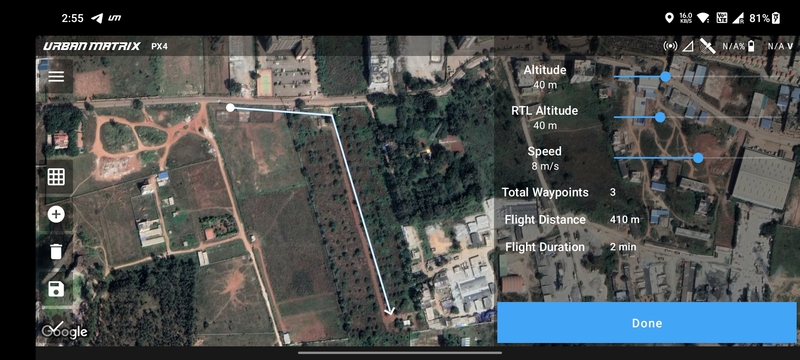 2:55
um
16.0
KB/S
81%
URBAN MATRIX PX4
N/A%
N/A V
Altitude
40 m
RTL Altitude
40 m
Speed
8 m/s
Total Waypoints 3
Flight Distance 410 m
Flight Duration 2 min
Done
Google